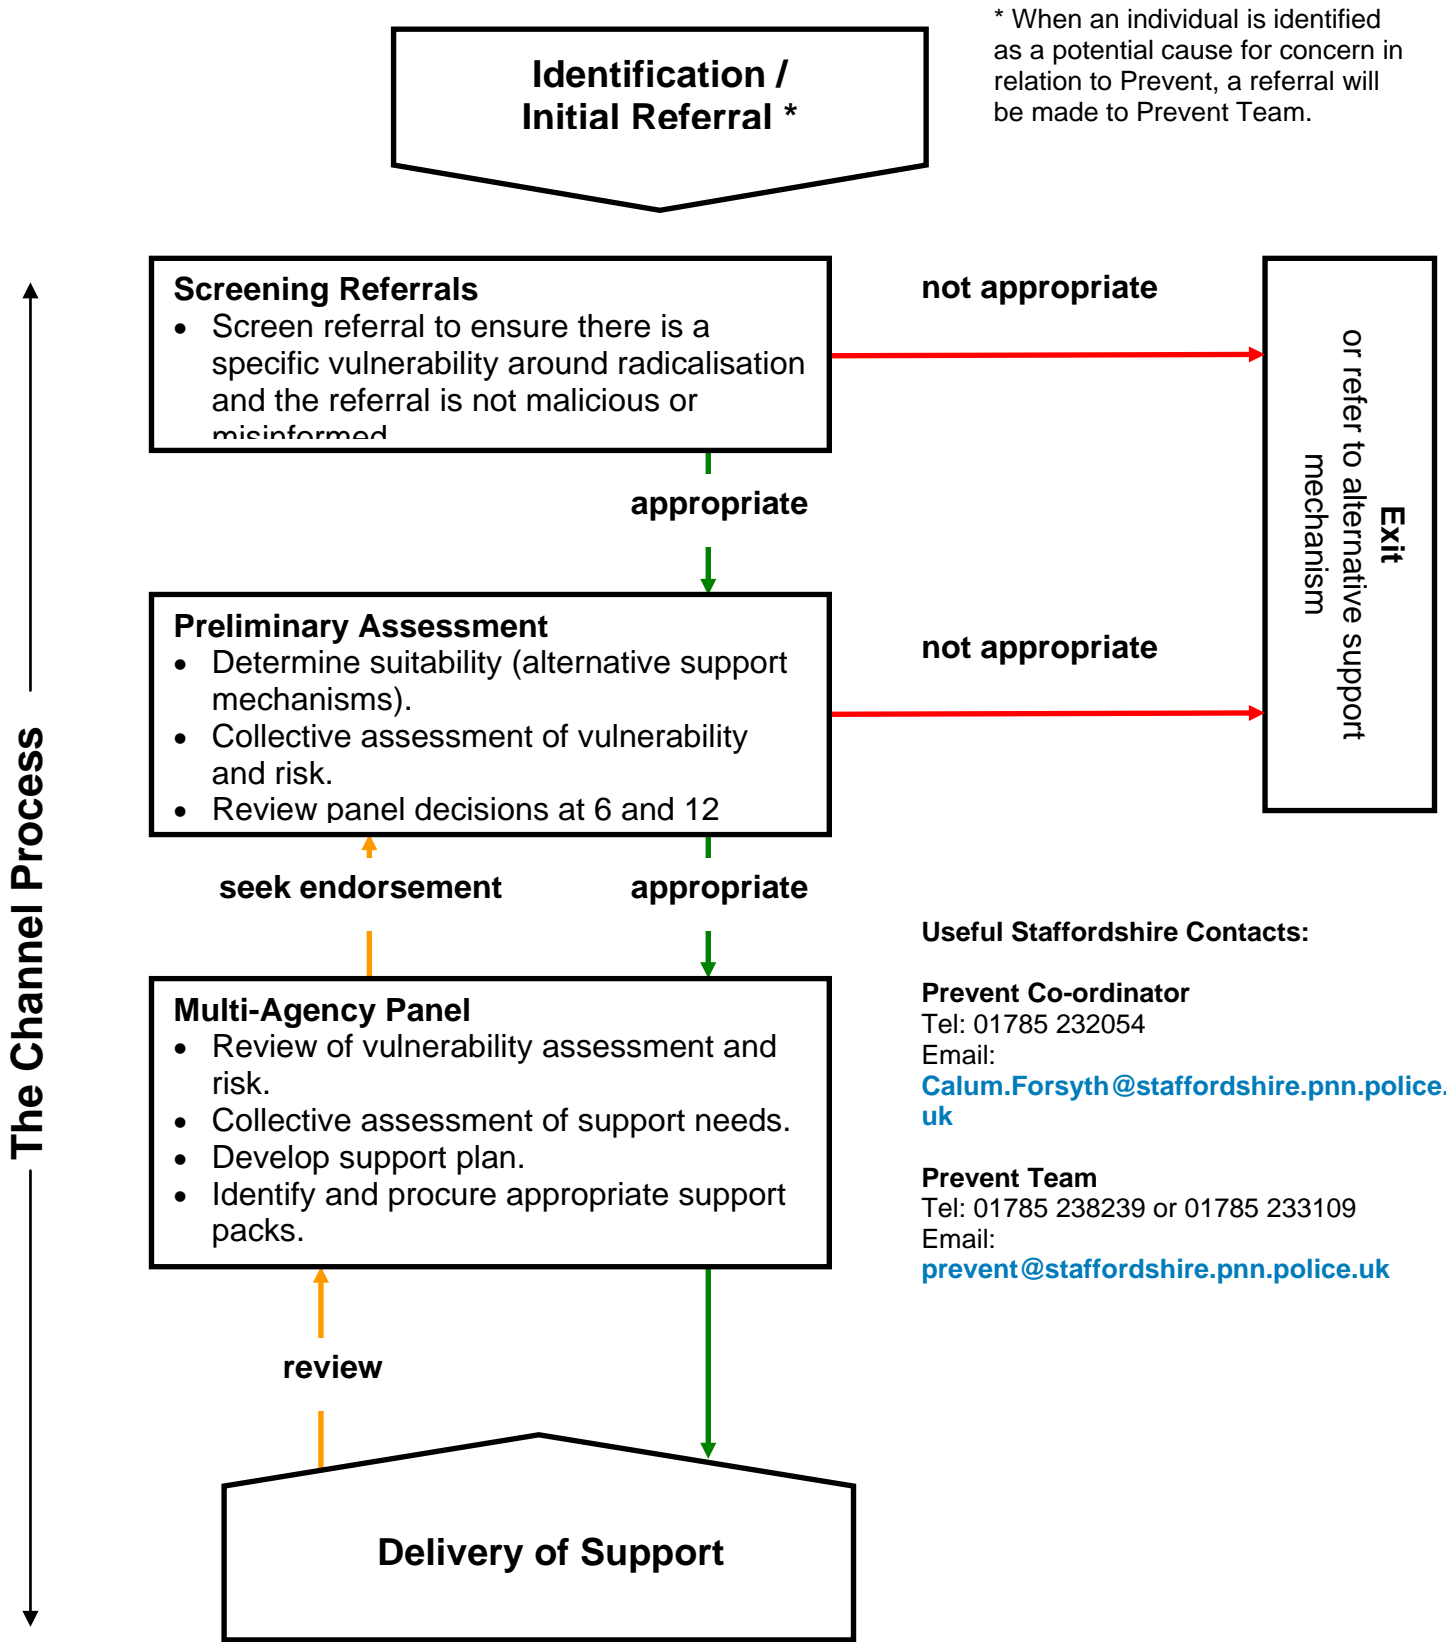 * When an individual is identified
as a potential cause for concern in
relation to Prevent, a referral will
be made to Prevent Team.
Identification /
Initial Referral *
The Channel Process
Screening Referrals
• Screen referral to ensure there is a
specific vulnerability around radicalisation
and the referral is not malicious or
misinformed
not appropriate
Exit
or refer to alternative support
mechanism
appropriate
Preliminary Assessment
• Determine suitability (alternative support
mechanisms).
• Collective assessment of vulnerability
and risk.
• Review panel decisions at 6 and 12
not appropriate
seek endorsement
appropriate
Multi-Agency Panel
• Review of vulnerability assessment and
risk.
• Collective assessment of support needs.
• Develop support plan.
• Identify and procure appropriate support
packs.
Useful Staffordshire Contacts:
Prevent Co-ordinator
Tel: 01785 232054
Email:
Calum.Forsyth@staffordshire.pnn.police.
uk
Prevent Team
Tel: 01785 238239 or 01785 233109
Email:
prevent@staffordshire.pnn.police.uk
review
Delivery of Support